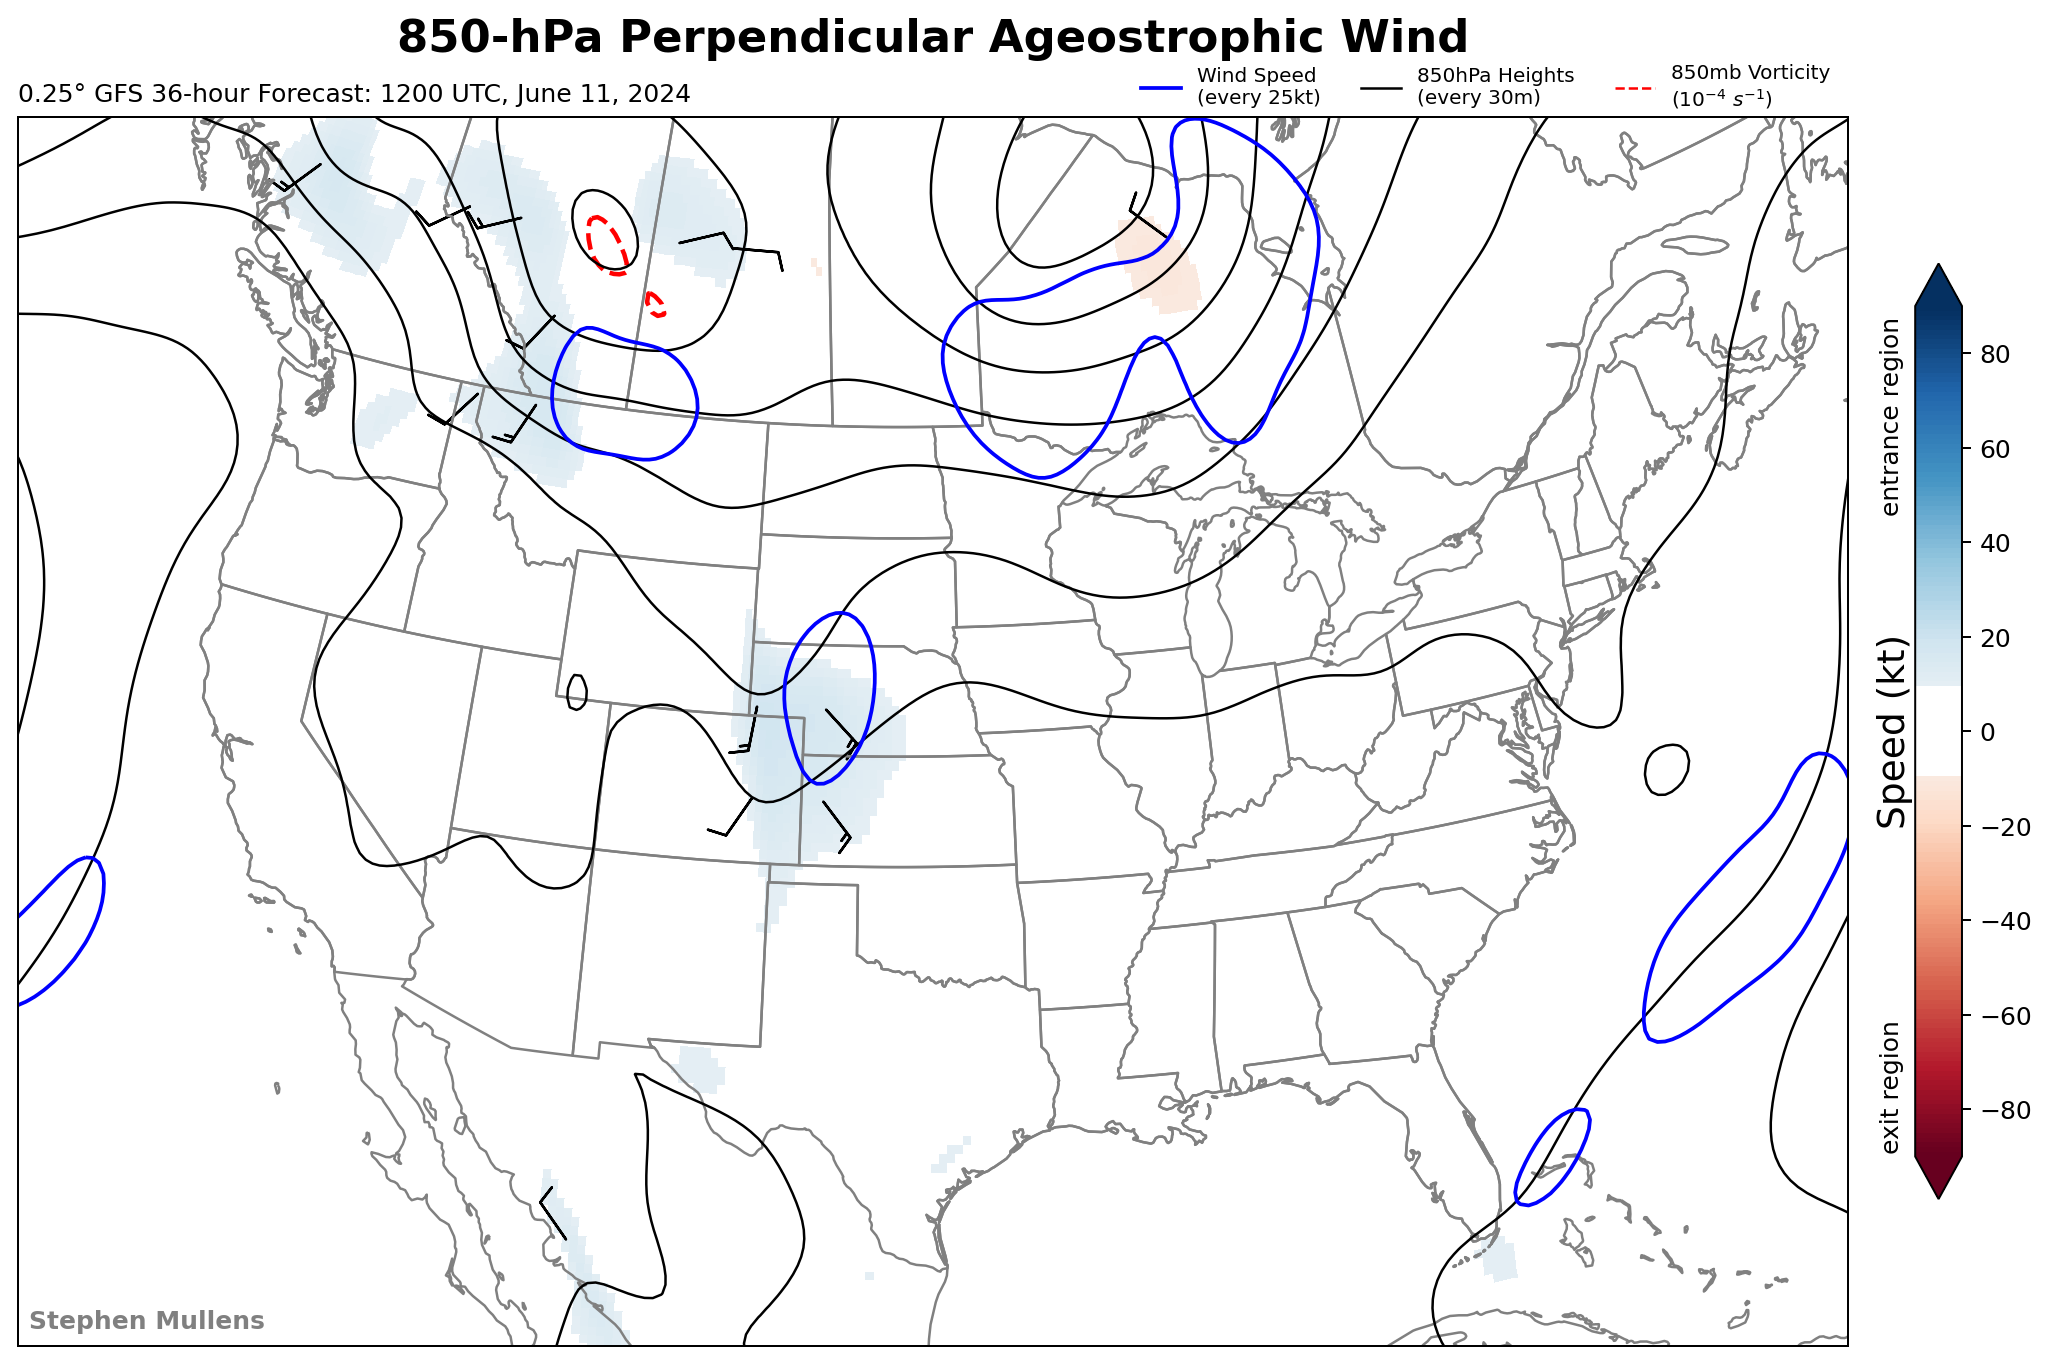 850-hPa Perpendicular Ageostrophic Wind
0.25° GFS 36-hour Forecast: 1200 UTC, June 11, 2024
Wind Speed
(every 25kt)
850hPa Heights
(every 30m)
850mb Vorticity
(10⁻⁴ s⁻¹)
entrance region
Speed (kt)
exit region
80
60
40
20
0
−20
−40
−60
−80
Stephen Mullens